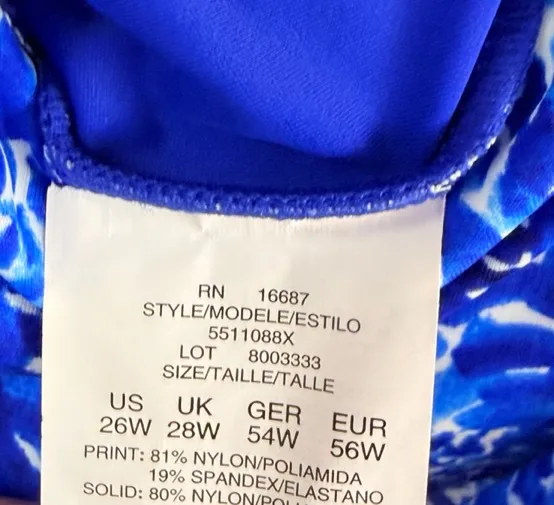 RN 16687
STYLE/MODELE/ESTILO
5511088X
LOT 8003333
SIZE/TAILLE/TALLE
US UK GER EUR
26W 28W 54W 56W
PRINT: 81% NYLON/POLIAMIDA
19% SPANDEX/ELASTANO
SOLID: 80% NYLON/POLI